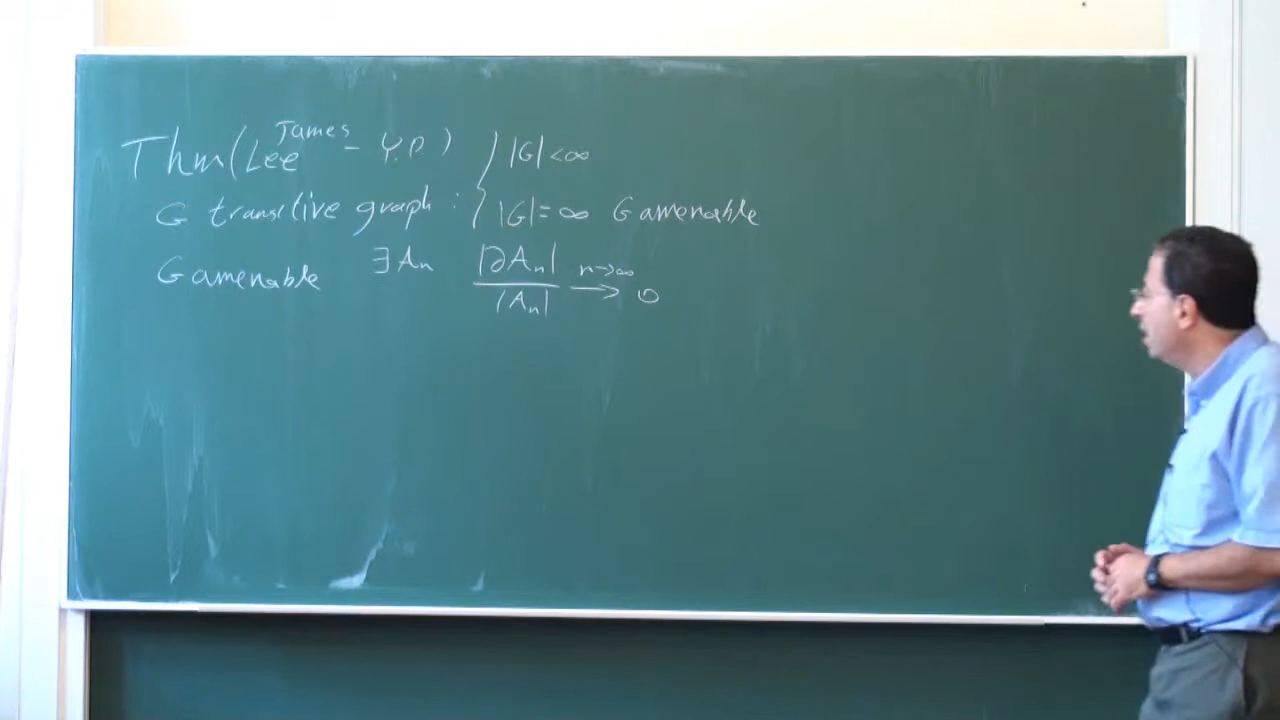 Thm (James Lee - Y.P.) |G| < ∞
G transitive graph : |G| = ∞ G amenable
G amenable ∃ Aₙ |∂Aₙ| / |Aₙ| n→∞ → 0